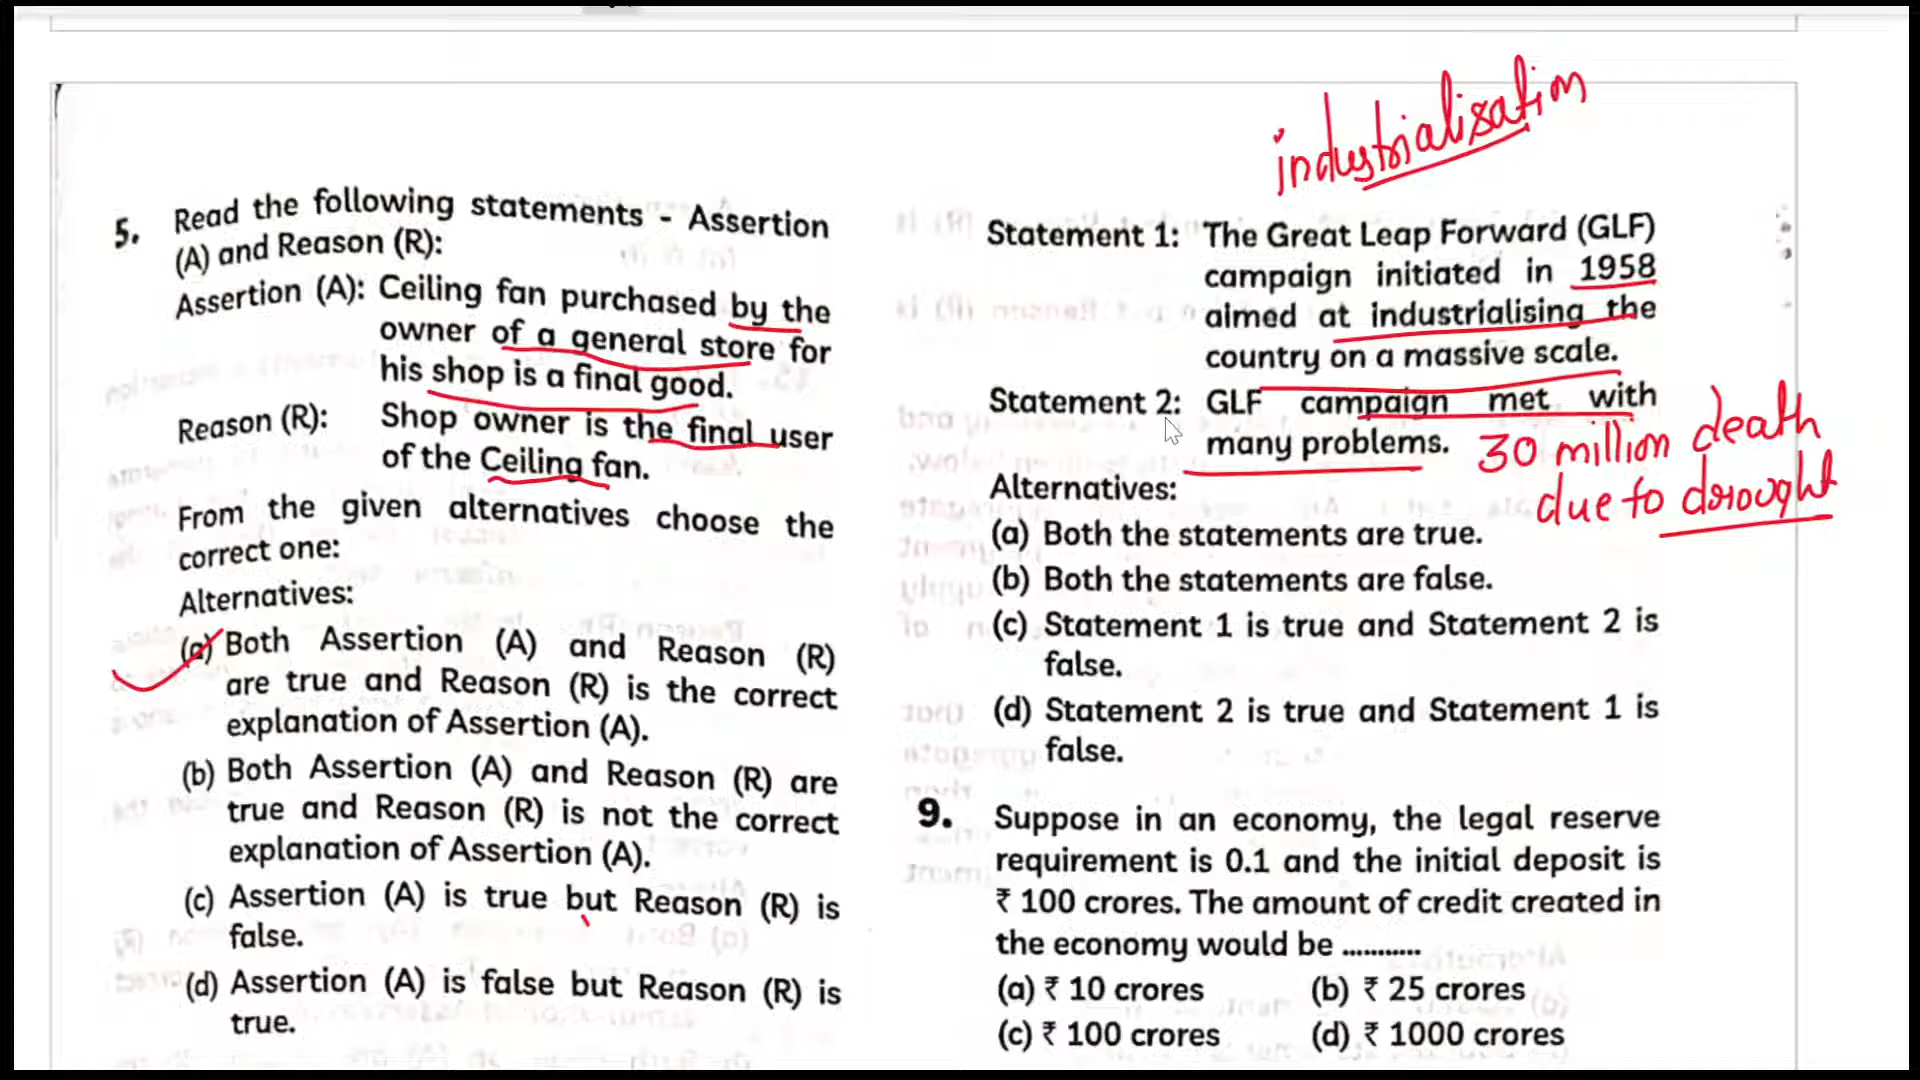 5. Read the following statements - Assertion
(A) and Reason (R):
Assertion (A): Ceiling fan purchased by the
owner of a general store for
his shop is a final good.
Reason (R): Shop owner is the final user
of the Ceiling fan.
From the given alternatives choose the
correct one:
Alternatives:
(a) Both Assertion (A) and Reason (R)
are true and Reason (R) is the correct
explanation of Assertion (A).
(b) Both Assertion (A) and Reason (R) are
true and Reason (R) is not the correct
explanation of Assertion (A).
(c) Assertion (A) is true but Reason (R) is
false.
(d) Assertion (A) is false but Reason (R) is
true.
industrialisation
Statement 1: The Great Leap Forward (GLF)
campaign initiated in 1958
aimed at industrialising the
country on a massive scale.
Statement 2: GLF campaign met with
many problems.
30 million death
due to drought
Alternatives:
(a) Both the statements are true.
(b) Both the statements are false.
(c) Statement 1 is true and Statement 2 is
false.
(d) Statement 2 is true and Statement 1 is
false.
9. Suppose in an economy, the legal reserve
requirement is 0.1 and the initial deposit is
₹ 100 crores. The amount of credit created in
the economy would be ...........
(a) ₹ 10 crores (b) ₹ 25 crores
(c) ₹ 100 crores (d) ₹ 1000 crores